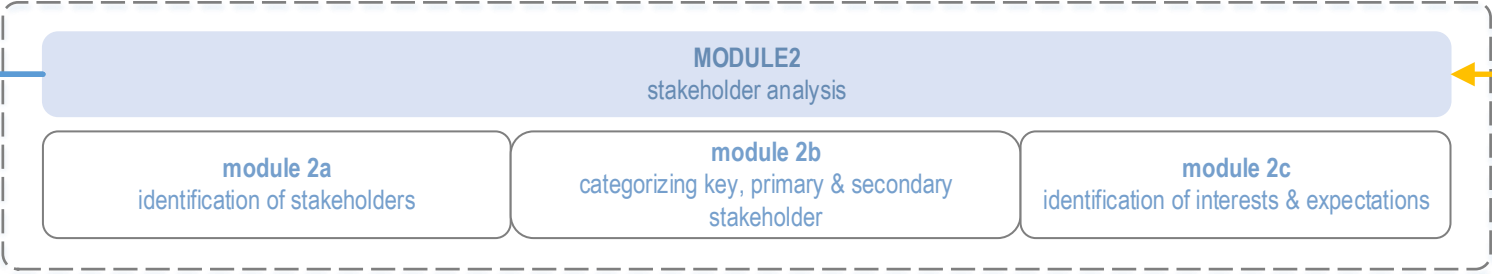 MODULE2
stakeholder analysis
module 2a
identification of stakeholders
module 2b
categorizing key, primary & secondary
stakeholder
module 2c
identification of interests & expectations